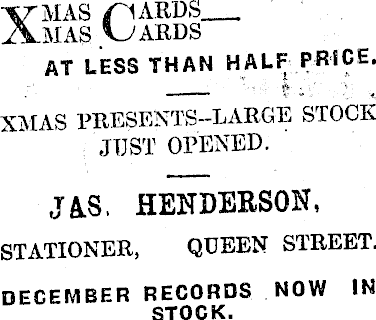 XMAS CARDS—
XMAS CARDS
AT LESS THAN HALF PRICE.
XMAS PRESENTS—LARGE STOCK
JUST OPENED.
JAS. HENDERSON,
STATIONER, QUEEN STREET.
DECEMBER RECORDS NOW IN
STOCK.